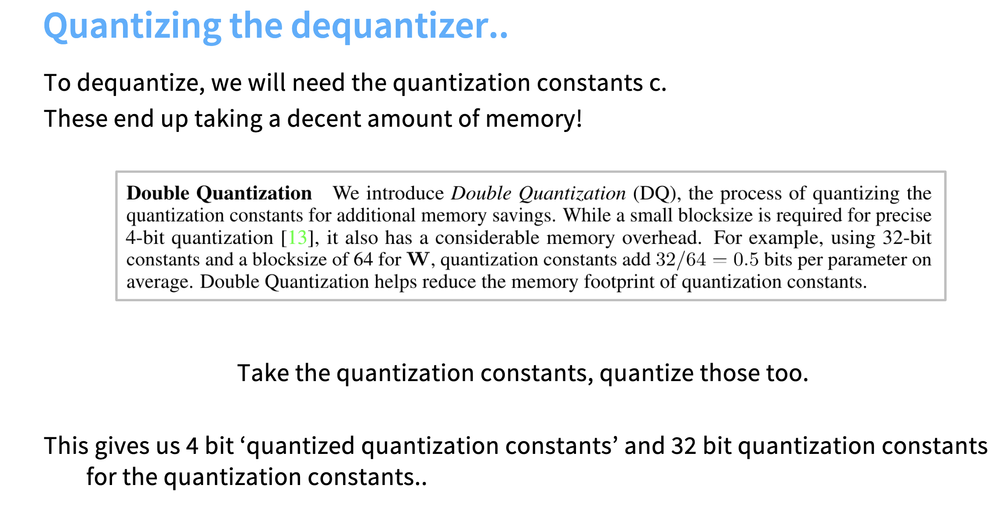 Quantizing the dequantizer..
To dequantize, we will need the quantization constants c.
These end up taking a decent amount of memory!
Double Quantization We introduce Double Quantization (DQ), the process of quantizing the
quantization constants for additional memory savings. While a small blocksize is required for precise
4-bit quantization [13], it also has a considerable memory overhead. For example, using 32-bit
constants and a blocksize of 64 for W, quantization constants add 32/64 = 0.5 bits per parameter on
average. Double Quantization helps reduce the memory footprint of quantization constants.
Take the quantization constants, quantize those too.
This gives us 4 bit ‘quantized quantization constants’ and 32 bit quantization constants
for the quantization constants..